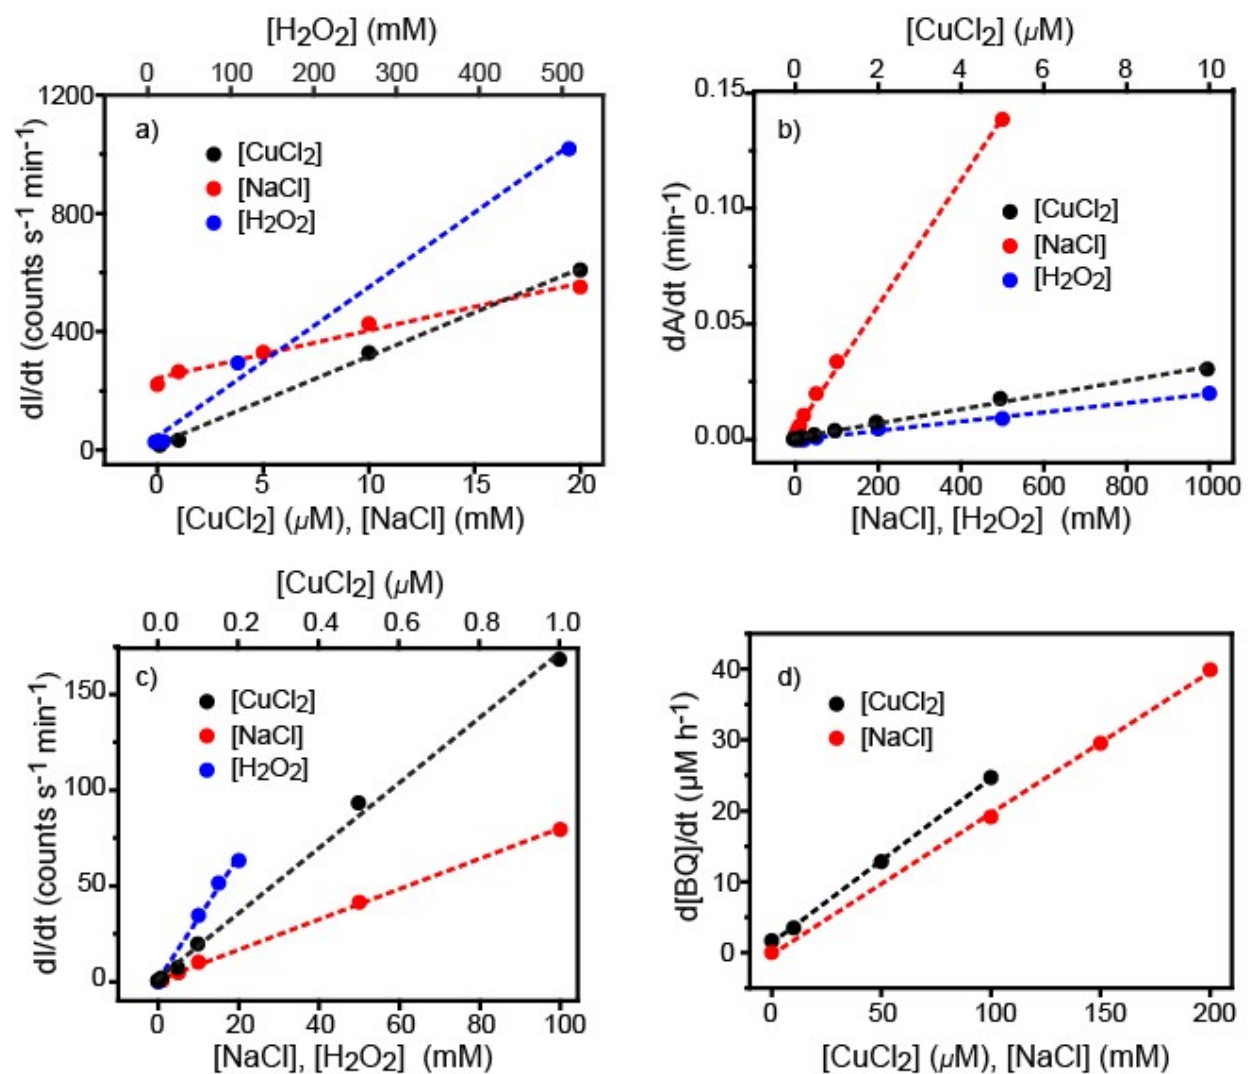 [H2O2] (mM)
0 100 200 300 400 500
1200
800
400
0
dI/dt (counts s-1 min-1)
a)
[CuCl2]
[NaCl]
[H2O2]
0 5 10 15 20
[CuCl2] (µM), [NaCl] (mM)
[CuCl2] (µM)
0 2 4 6 8 10
0.15
0.10
0.05
0.00
dA/dt (min-1)
b)
[CuCl2]
[NaCl]
[H2O2]
0 200 400 600 800 1000
[NaCl], [H2O2] (mM)
[CuCl2] (µM)
0.0 0.2 0.4 0.6 0.8 1.0
150
100
50
0
dI/dt (counts s-1 min-1)
c)
[CuCl2]
[NaCl]
[H2O2]
0 20 40 60 80 100
[NaCl], [H2O2] (mM)
40
30
20
10
0
d[BQ]/dt (µM h-1)
d)
[CuCl2]
[NaCl]
0 50 100 150 200
[CuCl2] (µM), [NaCl] (mM)